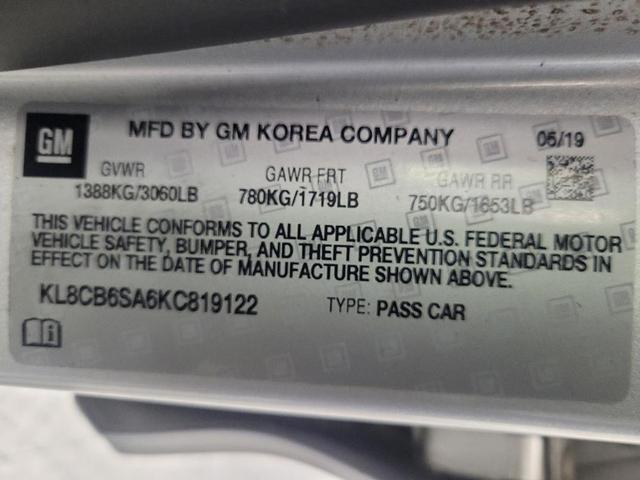 GM
MFD BY GM KOREA COMPANY 05/19
GVWR GAWR FRT GAWR RR
1388KG/3060LB 780KG/1719LB 750KG/1653LB
THIS VEHICLE CONFORMS TO ALL APPLICABLE U.S. FEDERAL MOTOR
VEHICLE SAFETY, BUMPER, AND THEFT PREVENTION STANDARDS IN
EFFECT ON THE DATE OF MANUFACTURE SHOWN ABOVE.
KL8CB6SA6KC819122 TYPE: PASS CAR